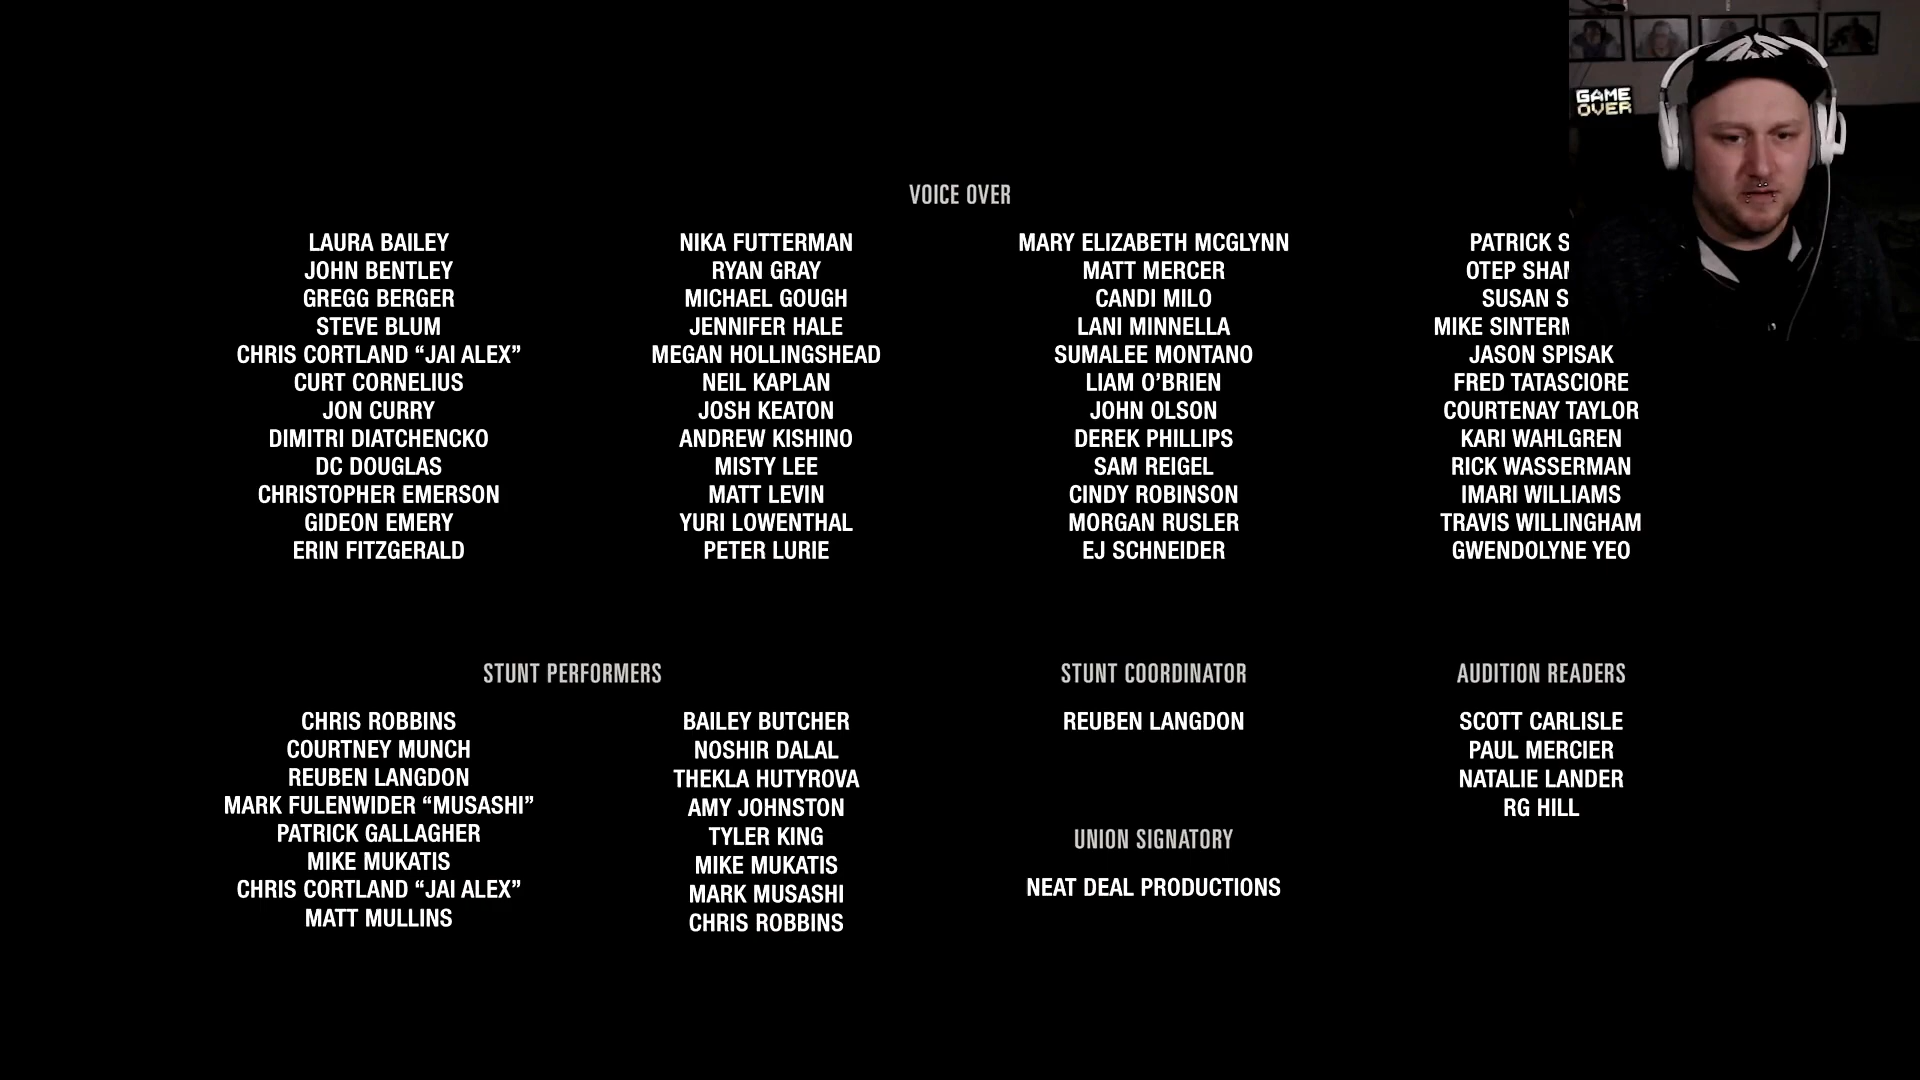 GAME
OVER
VOICE OVER
LAURA BAILEY
JOHN BENTLEY
GREGG BERGER
STEVE BLUM
CHRIS CORTLAND “JAI ALEX”
CURT CORNELIUS
JON CURRY
DIMITRI DIATCHENCKO
DC DOUGLAS
CHRISTOPHER EMERSON
GIDEON EMERY
ERIN FITZGERALD
NIKA FUTTERMAN
RYAN GRAY
MICHAEL GOUGH
JENNIFER HALE
MEGAN HOLLINGSHEAD
NEIL KAPLAN
JOSH KEATON
ANDREW KISHINO
MISTY LEE
MATT LEVIN
YURI LOWENTHAL
PETER LURIE
MARY ELIZABETH MCGLYNN
MATT MERCER
CANDI MILO
LANI MINNELLA
SUMALEE MONTANO
LIAM O’BRIEN
JOHN OLSON
DEREK PHILLIPS
SAM REIGEL
CINDY ROBINSON
MORGAN RUSLER
EJ SCHNEIDER
PATRICK
OTEP
SUSAN
MIKE
JASON SPISAK
FRED TATASCIORE
COURTENAY TAYLOR
KARI WAHLGREN
RICK WASSERMAN
IMARI WILLIAMS
TRAVIS WILLINGHAM
GWENDOLYNE YEO
STUNT PERFORMERS
CHRIS ROBBINS
COURTNEY MUNCH
REUBEN LANGDON
MARK FULENWIDER “MUSASHI”
PATRICK GALLAGHER
MIKE MUKATIS
CHRIS CORTLAND “JAI ALEX”
MATT MULLINS
BAILEY BUTCHER
NOSHIR DALAL
THEKLA HUTYROVA
AMY JOHNSTON
TYLER KING
MIKE MUKATIS
MARK MUSASHI
CHRIS ROBBINS
STUNT COORDINATOR
REUBEN LANGDON
UNION SIGNATORY
NEAT DEAL PRODUCTIONS
AUDITION READERS
SCOTT CARLISLE
PAUL MERCIER
NATALIE LANDER
RG HILL